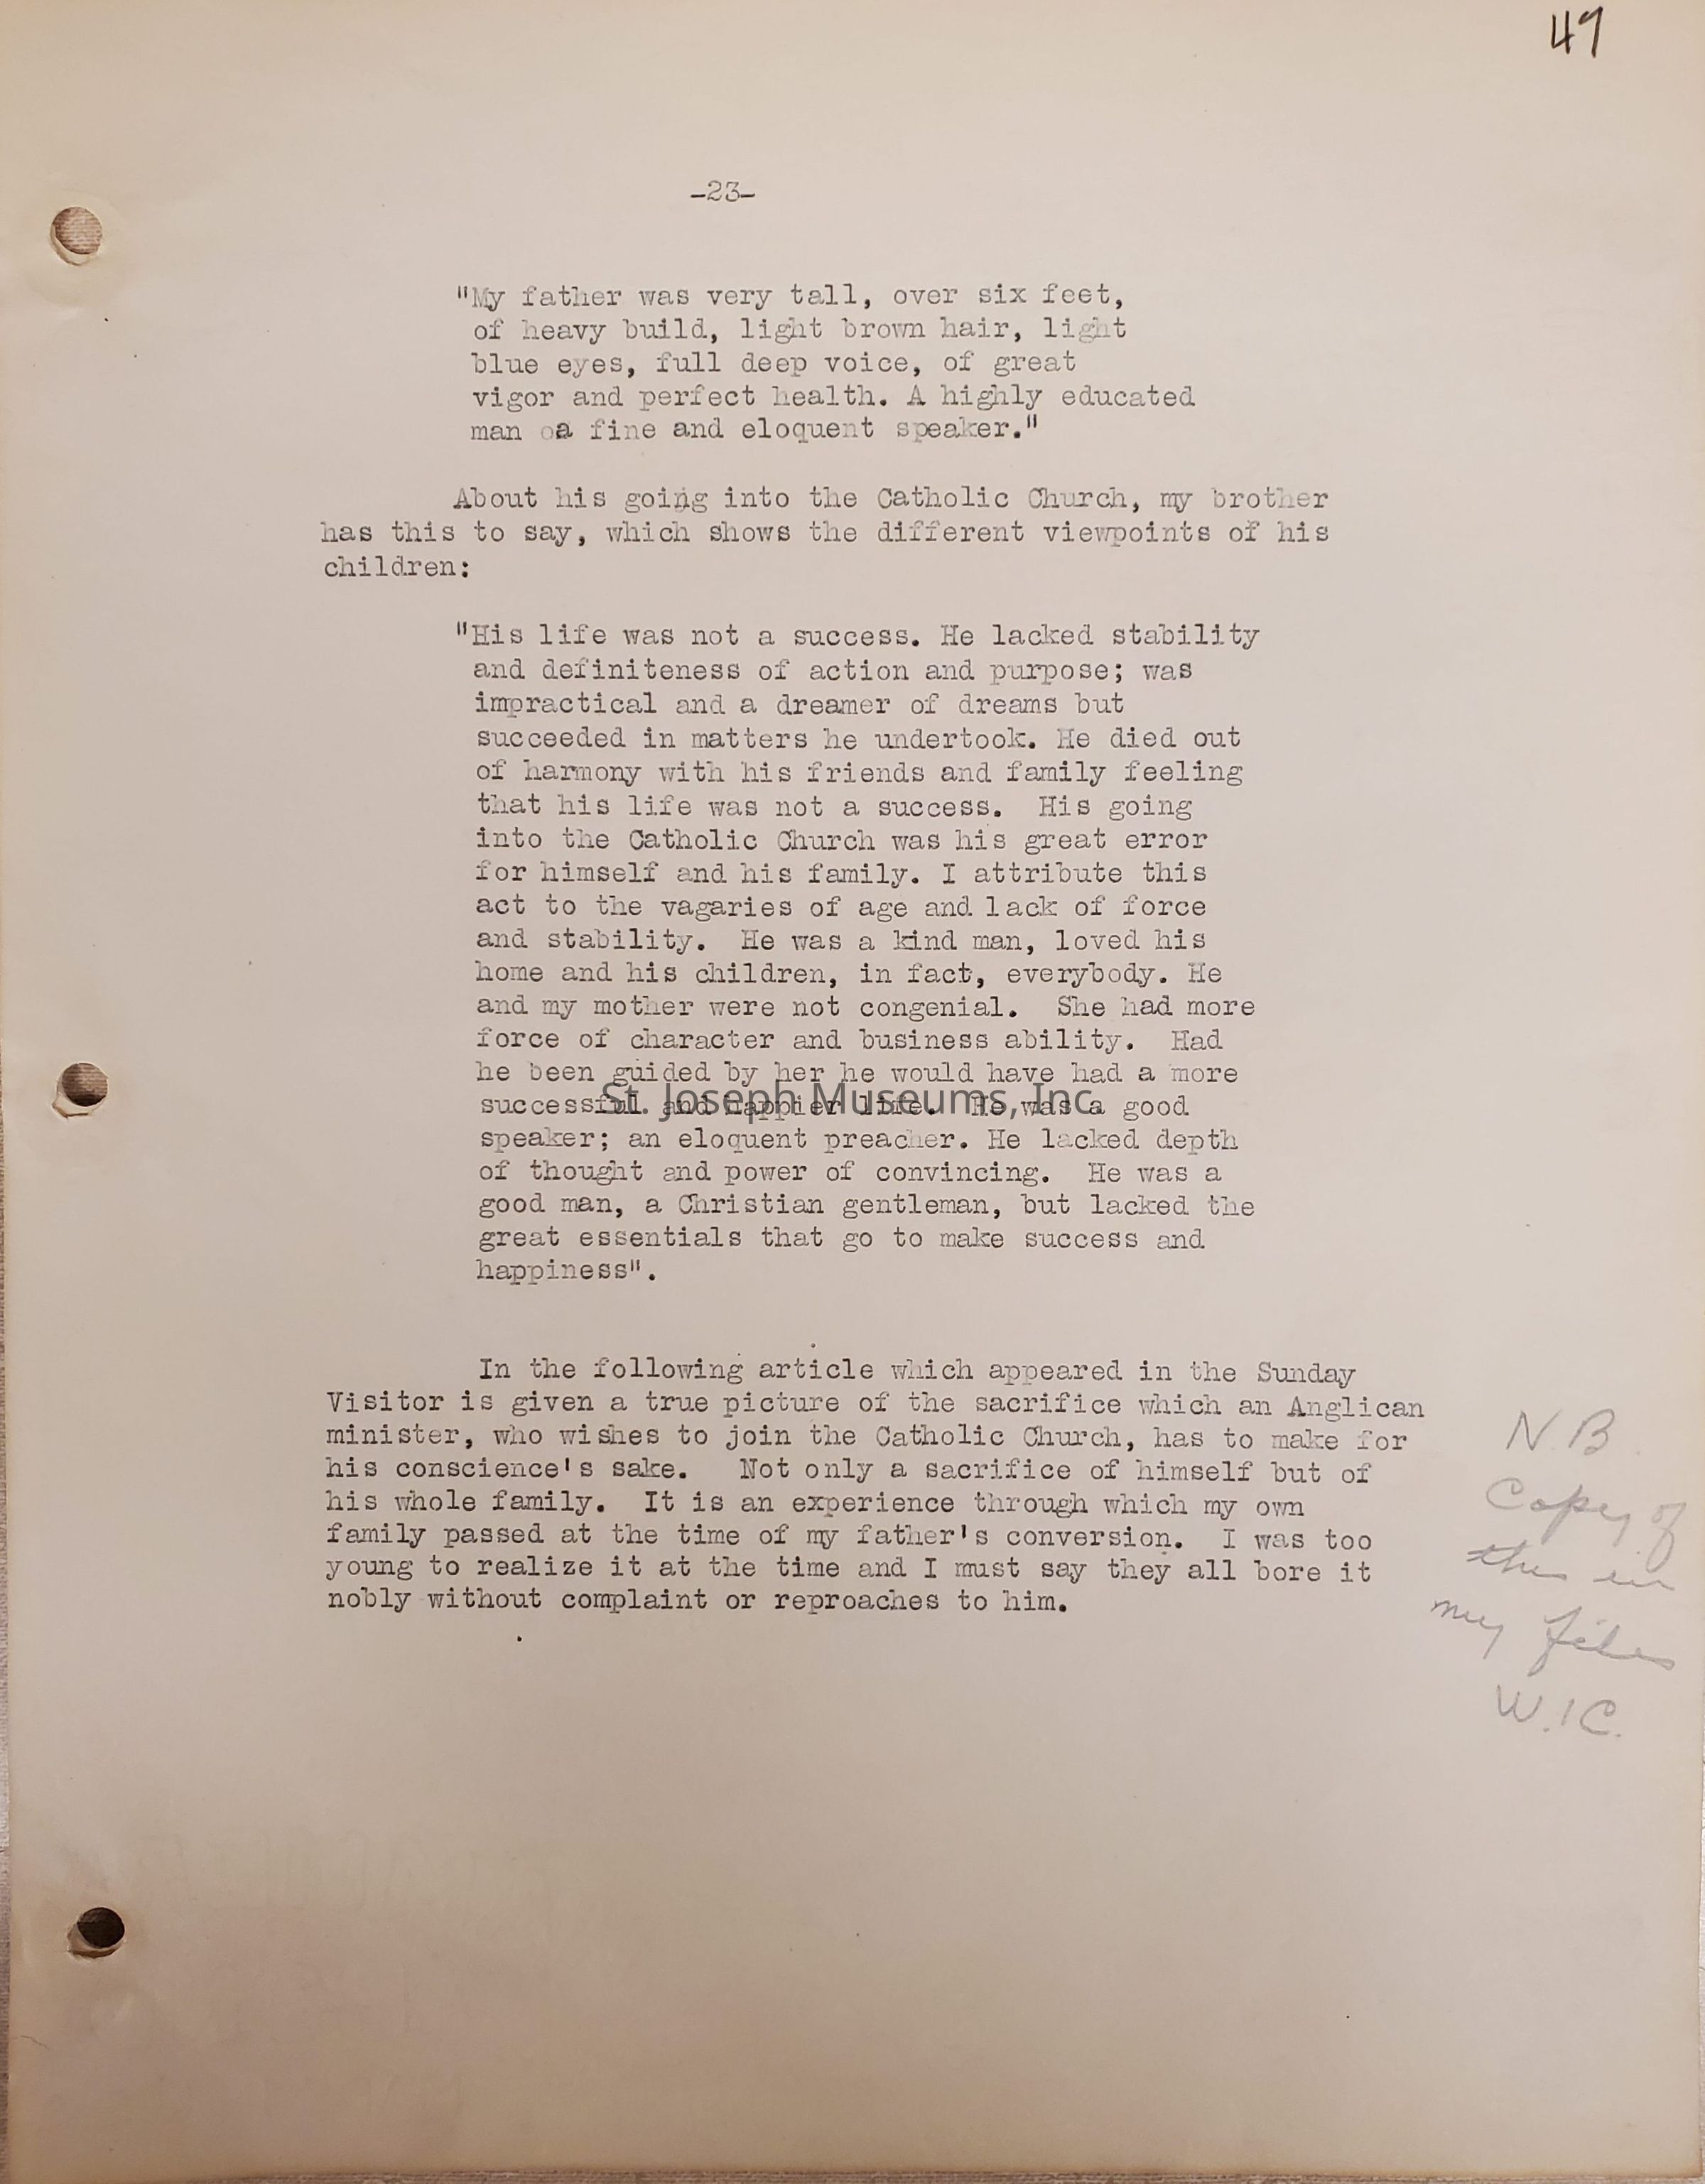 49
-23-
"My father was very tall, over six feet,
of heavy build, light brown hair, light
blue eyes, full deep voice, of great
vigor and perfect health. A highly educated
man oa fine and eloquent speaker."
About his going into the Catholic Church, my brother
has this to say, which shows the different viewpoints of his
children:
"His life was not a success. He lacked stability
and definiteness of action and purpose; was
impractical and a dreamer of dreams but
succeeded in matters he undertook. He died out
of harmony with his friends and family feeling
that his life was not a success. His going
into the Catholic Church was his great error
for himself and his family. I attribute this
act to the vagaries of age and lack of force
and stability. He was a kind man, loved his
home and his children, in fact, everybody. He
and my mother were not congenial. She had more
force of character and business ability. Had
he been guided by her he would have had a more
successful and happier life. He was a good
St. Joseph Museums, Inc
speaker; an eloquent preacher. He lacked depth
of thought and power of convincing. He was a
good man, a Christian gentleman, but lacked the
great essentials that go to make success and
happiness".
In the following article which appeared in the Sunday
Visitor is given a true picture of the sacrifice which an Anglican
minister, who wishes to join the Catholic Church, has to make for
his conscience's sake. Not only a sacrifice of himself but of
his whole family. It is an experience through which my own
family passed at the time of my father's conversion. I was too
young to realize it at the time and I must say they all bore it
nobly without complaint or reproaches to him.
N.B.
Copy of
this in
my files
W.I.C.